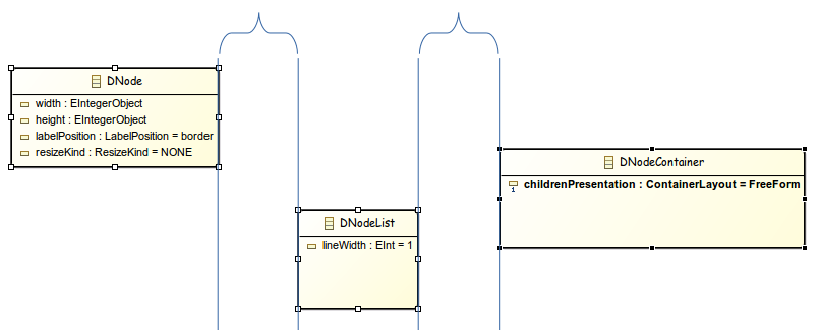 DNode
width : EIntegerObject
height : EIntegerObject
labelPosition : LabelPosition = border
resizeKind : ResizeKind = NONE
DNodeContainer
1
childrenPresentation : ContainerLayout = FreeForm
DNodeList
lineWidth : EInt = 1